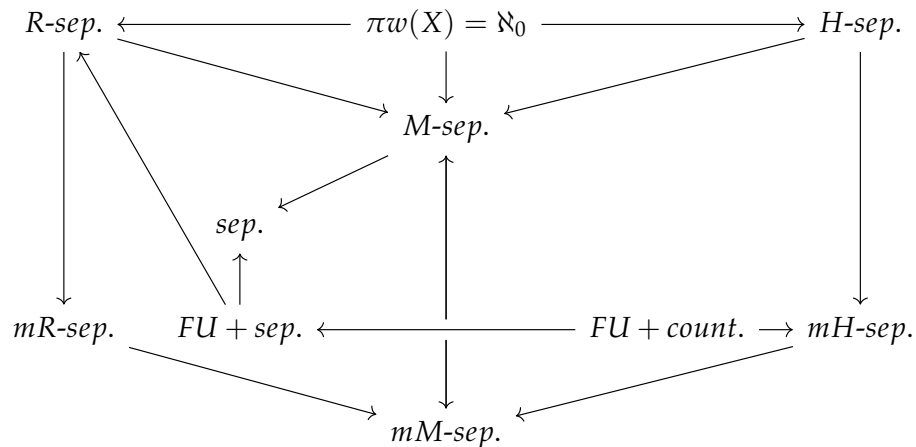 R-sep. πw(X) = ℵ₀ H-sep.
M-sep.
sep.
mR-sep. FU + sep. FU + count. mH-sep.
mM-sep.